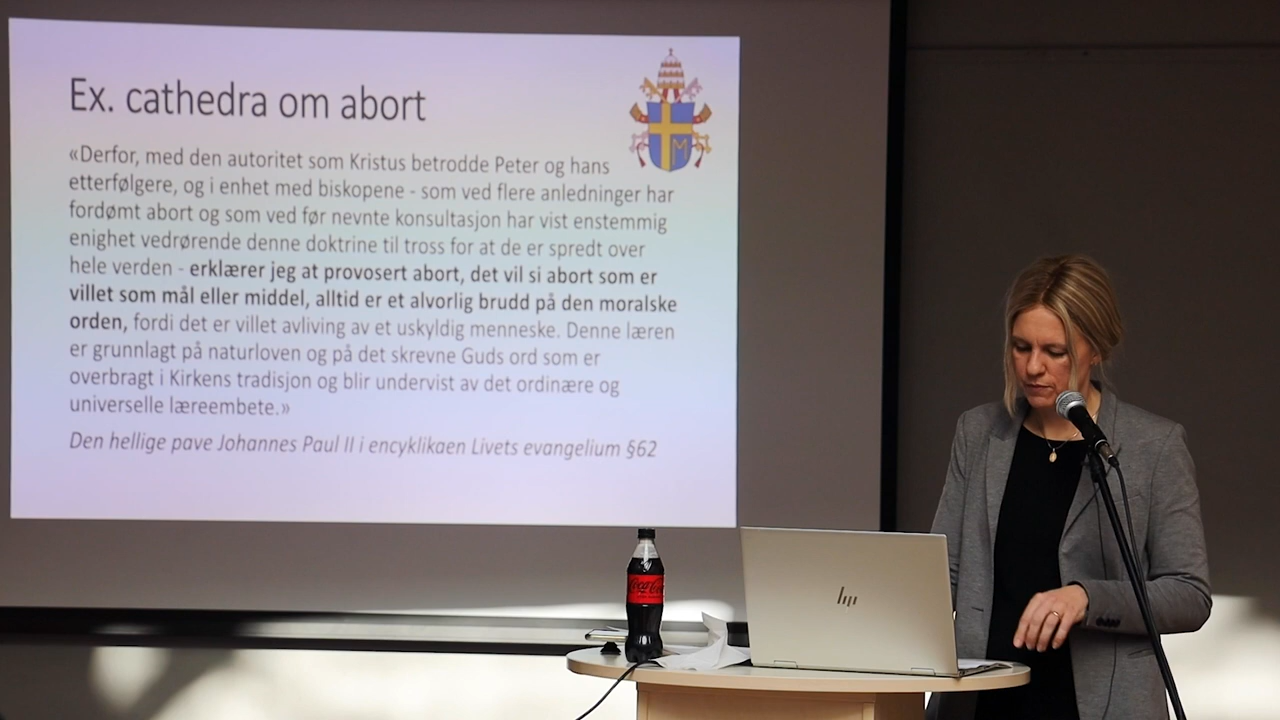 Ex. cathedra om abort
«Derfor, med den autoritet som Kristus betrodde Peter og hans
etterfølgere, og i enhet med biskopene - som ved flere anledninger har
fordømt abort og som ved før nevnte konsultasjon har vist enstemmig
enighet vedrørende denne doktrine til tross for at de er spredt over
hele verden - erklærer jeg at provosert abort, det vil si abort som er
villet som mål eller middel, alltid er et alvorlig brudd på den moralske
orden, fordi det er villet avliving av et uskyldig menneske. Denne læren
er grunnlagt på naturloven og på det skrevne Guds ord som er
overbragt i Kirkens tradisjon og blir undervist av det ordinære og
universelle læreembete.»
Den hellige pave Johannes Paul II i encyklikaen Livets evangelium §62
M
Coca-Cola
hp